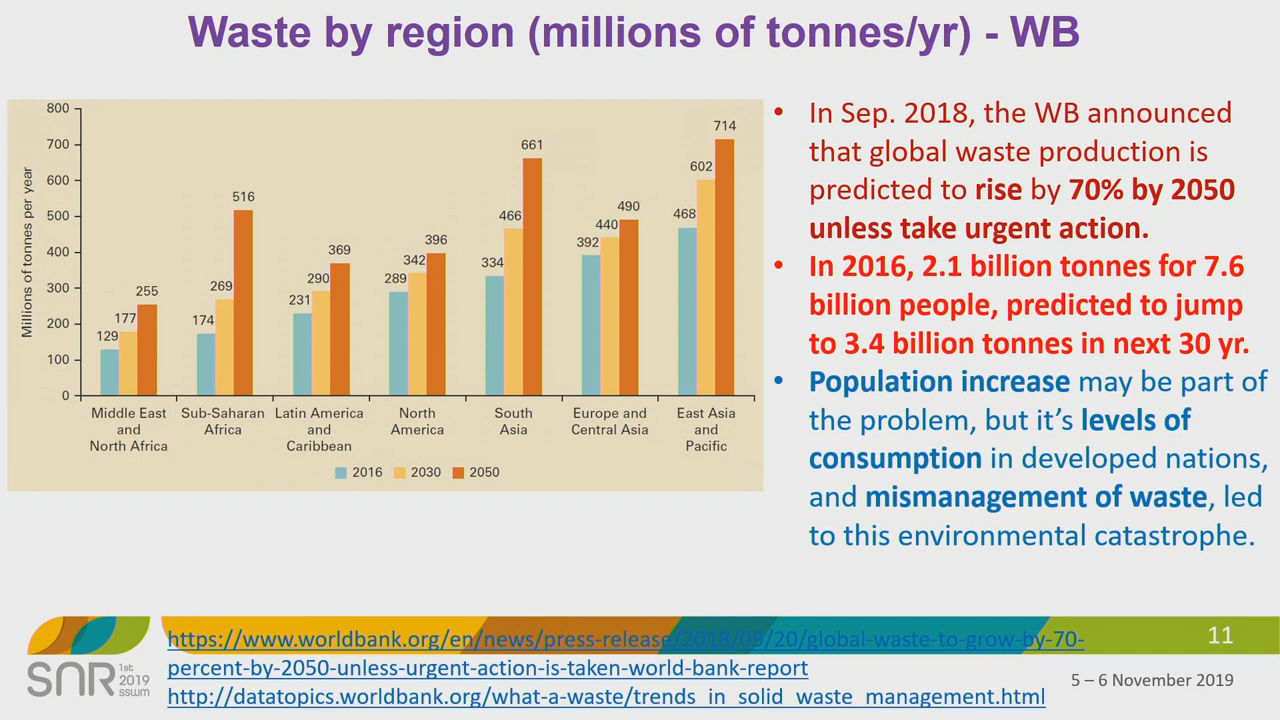 Waste by region (millions of tonnes/yr) - WB
Millions of tonnes per year
800
700
600
500
400
300
200
100
0
129
177
255
174
269
516
231
290
369
289
342
396
334
466
661
392
440
490
468
602
714
Middle East
and
North Africa
Sub-Saharan
Africa
Latin America
and
Caribbean
North
America
South
Asia
Europe and
Central Asia
East Asia
and
Pacific
2016 2030 2050
• In Sep. 2018, the WB announced
that global waste production is
predicted to rise by 70% by 2050
unless take urgent action.
• In 2016, 2.1 billion tonnes for 7.6
billion people, predicted to jump
to 3.4 billion tonnes in next 30 yr.
• Population increase may be part of
the problem, but it’s levels of
consumption in developed nations,
and mismanagement of waste, led
to this environmental catastrophe.
https://www.worldbank.org/en/news/press-release/2018/09/20/global-waste-to-grow-by-70-
percent-by-2050-unless-urgent-action-is-taken-world-bank-report
http://datatopics.worldbank.org/what-a-waste/trends_in_solid_waste_management.html
11
SNR
1st
2019
sswm
5 – 6 November 2019